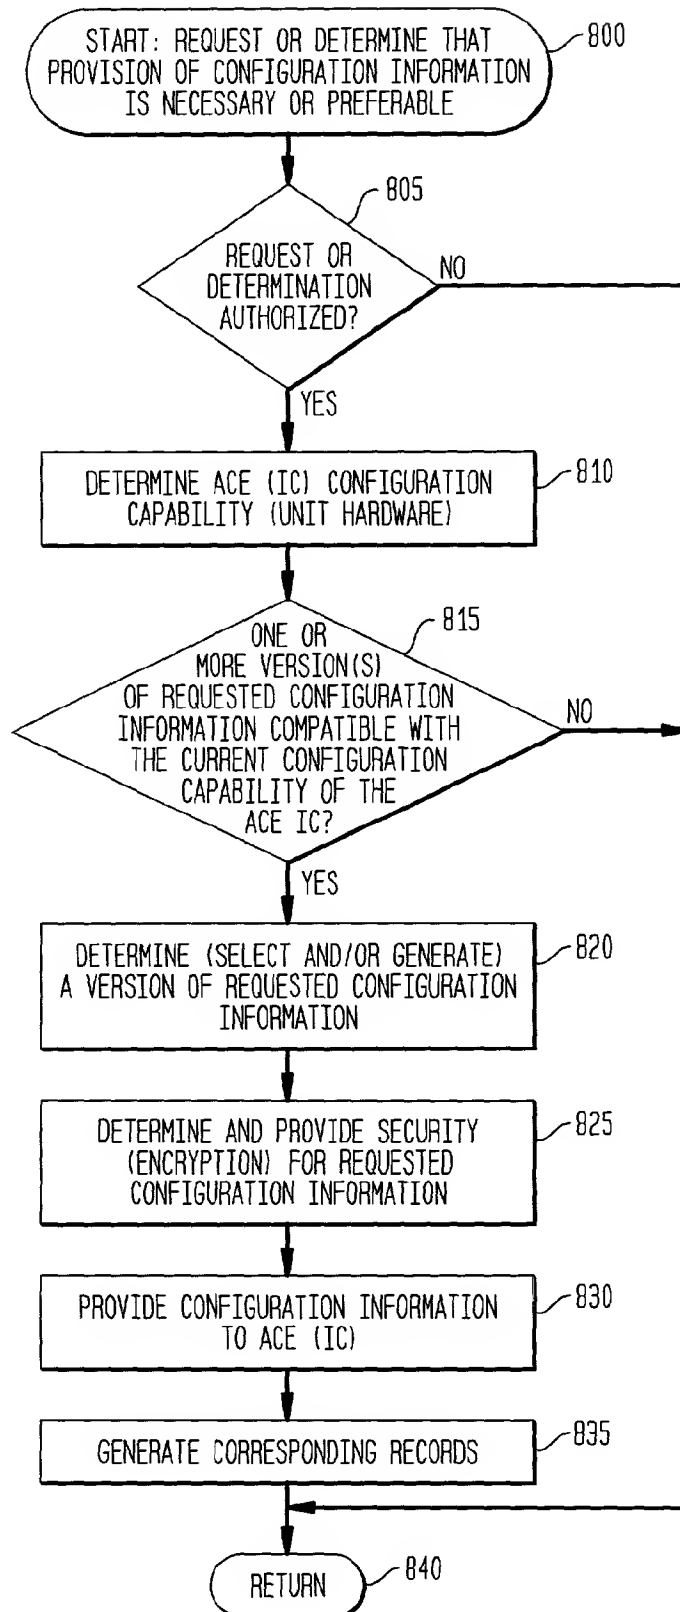 START: REQUEST OR DETERMINE THAT
PROVISION OF CONFIGURATION INFORMATION
IS NECESSARY OR PREFERABLE
800
805
REQUEST OR
DETERMINATION
AUTHORIZED?
NO
YES
DETERMINE ACE (IC) CONFIGURATION
CAPABILITY (UNIT HARDWARE)
810
815
ONE OR
MORE VERSION(S)
OF REQUESTED CONFIGURATION
INFORMATION COMPATIBLE WITH
THE CURRENT CONFIGURATION
CAPABILITY OF THE
ACE IC?
NO
YES
DETERMINE (SELECT AND/OR GENERATE)
A VERSION OF REQUESTED CONFIGURATION
INFORMATION
820
DETERMINE AND PROVIDE SECURITY
(ENCRYPTION) FOR REQUESTED
CONFIGURATION INFORMATION
825
PROVIDE CONFIGURATION INFORMATION
TO ACE (IC)
830
GENERATE CORRESPONDING RECORDS
835
RETURN
840